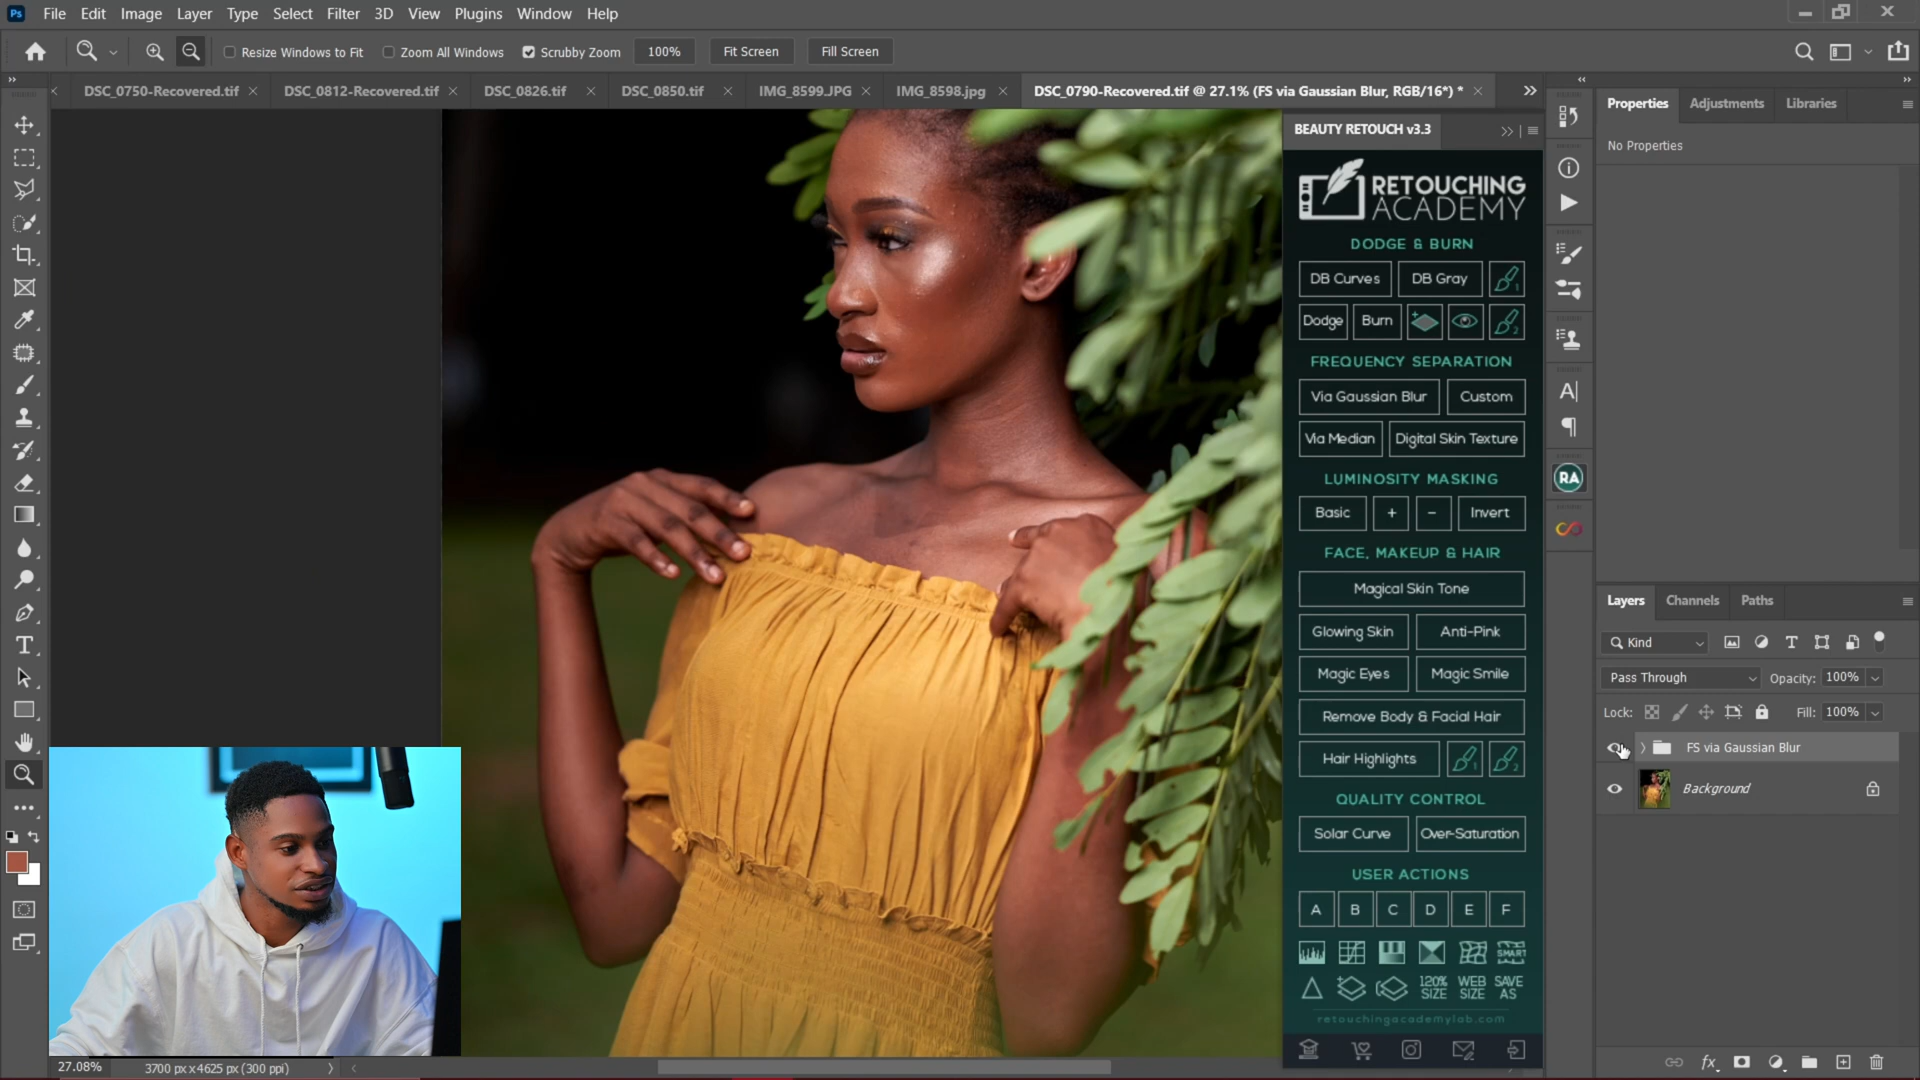 Ps File Edit Image Layer Type Select Filter 3D View Plugins Window Help
Resize Windows to Fit Zoom All Windows Scrubby Zoom 100% Fit Screen Fill Screen
DSC_0750-Recovered.tif DSC_0812-Recovered.tif DSC_0826.tif DSC_0850.tif IMG_8599.JPG IMG_8598.jpg DSC_0790-Recovered.tif @ 27.1% (FS via Gaussian Blur, RGB/16*) *
BEAUTY RETOUCH v3.3
RETOUCHING
ACADEMY
DODGE & BURN
DB Curves DB Gray 1
Dodge Burn 2
FREQUENCY SEPARATION
Via Gaussian Blur Custom
Via Median Digital Skin Texture
LUMINOSITY MASKING
Basic + − Invert
FACE, MAKEUP & HAIR
Magical Skin Tone
Glowing Skin Anti-Pink
Magic Eyes Magic Smile
Remove Body & Facial Hair
Hair Highlights 1 2
QUALITY CONTROL
Solar Curve Over-Saturation
USER ACTIONS
A B C D E F
SMART
120% SIZE WEB SIZE SAVE AS
retouchingacademylab.com
RA
Properties Adjustments Libraries
No Properties
Layers Channels Paths
Kind
Pass Through Opacity: 100%
Lock: Fill: 100%
FS via Gaussian Blur
Background
27.08% 3700 px x 4625 px (300 ppi)